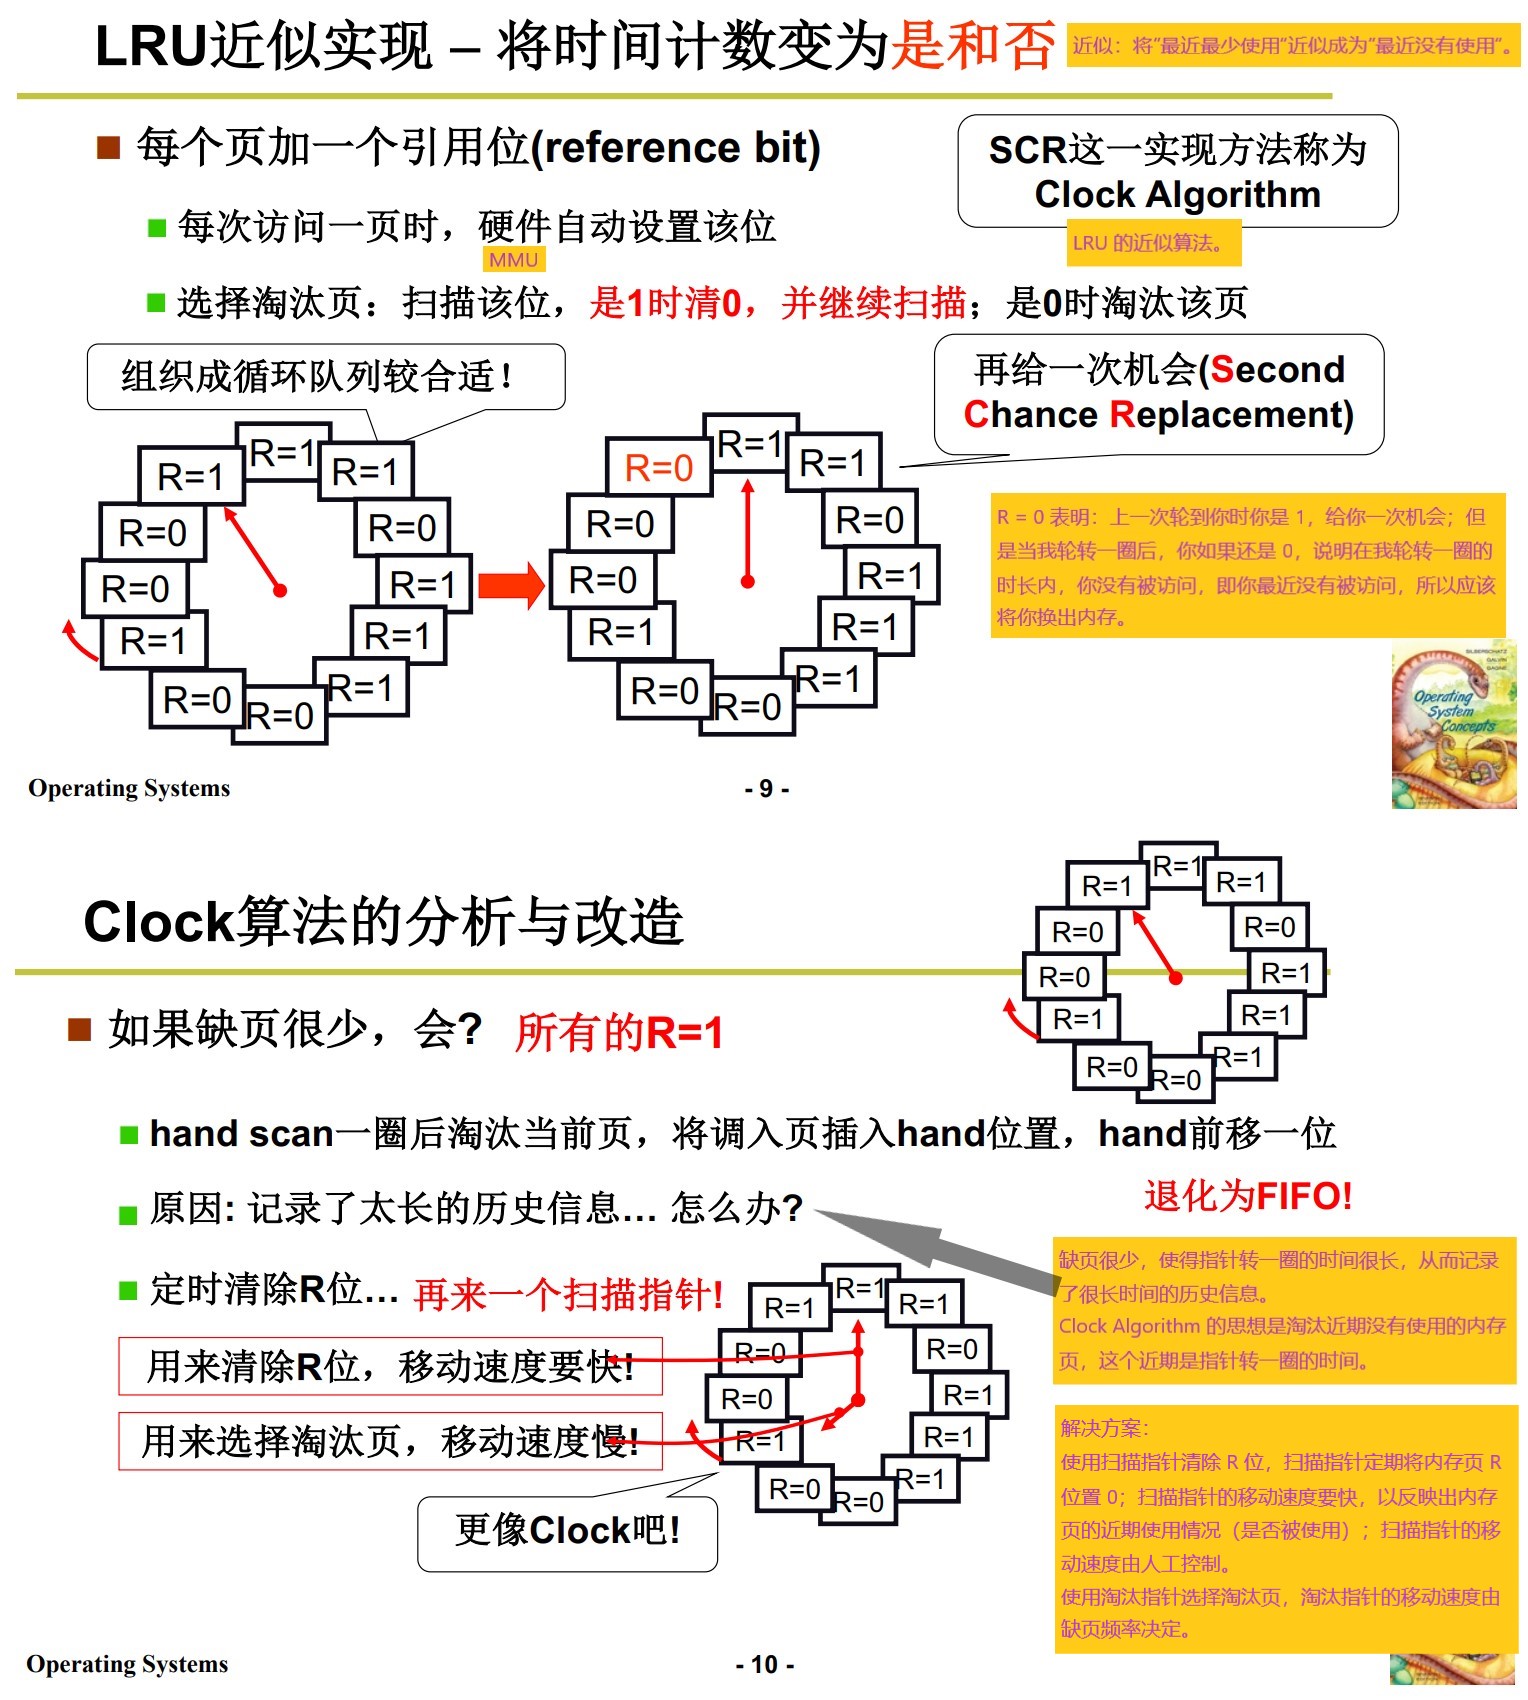 LRU近似实现 – 将时间计数变为是和否
近似：将“最近最少使用”近似成为“最近没有使用”。
每个页加一个引用位(reference bit)
SCR这一实现方法称为
Clock Algorithm
LRU 的近似算法。
每次访问一页时，硬件自动设置该位
MMU
选择淘汰页：扫描该位，是1时清0，并继续扫描；是0时淘汰该页
组织成循环队列较合适！
再给一次机会(Second
Chance Replacement)
R=1
R=1
R=1
R=0
R=0
R=0
R=1
R=1
R=1
R=0
R=0
R=1
R=1
R=0
R=1
R=0
R=0
R=0
R=1
R=1
R=1
R=0
R=0
R=1
R = 0 表明：上一次轮到你时你是 1，给你一次机会；但
是当我轮转一圈后，你如果还是 0，说明在我轮转一圈的
时长内，你没有被访问，即你最近没有被访问，所以应该
将你换出内存。
SILBERSCHATZ
GALVIN
GAGNE
Operating
System
Concepts
Operating Systems
- 9 -
Clock算法的分析与改造
R=1
R=1
R=1
R=0
R=0
R=0
R=1
R=1
R=1
R=0
R=0
R=1
如果缺页很少，会? 所有的R=1
hand scan一圈后淘汰当前页，将调入页插入hand位置，hand前移一位
原因: 记录了太长的历史信息… 怎么办?
退化为FIFO!
定时清除R位… 再来一个扫描指针!
缺页很少，使得指针转一圈的时间很长，从而记录
了很长时间的历史信息。
Clock Algorithm 的思想是淘汰近期没有使用的内存
页，这个近期是指针转一圈的时间。
用来清除R位，移动速度要快!
用来选择淘汰页，移动速度慢!
R=1
R=1
R=1
R=0
R=0
R=0
R=1
R=1
R=1
R=0
R=0
R=1
更像Clock吧!
解决方案：
使用扫描指针清除 R 位，扫描指针定期将内存页 R
位置 0；扫描指针的移动速度要快，以反映出内存
页的近期使用情况（是否被使用）；扫描指针的移
动速度由人工控制。
使用淘汰指针选择淘汰页，淘汰指针的移动速度由
缺页频率决定。
Operating Systems
- 10 -